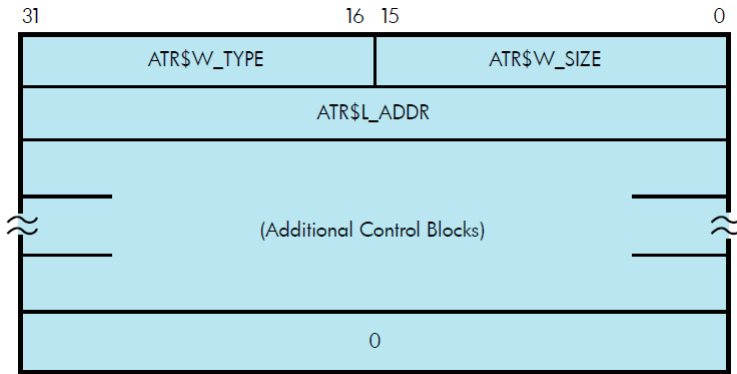 31 16 15 0
ATR$W_TYPE ATR$W_SIZE
ATR$L_ADDR
(Additional Control Blocks)
0